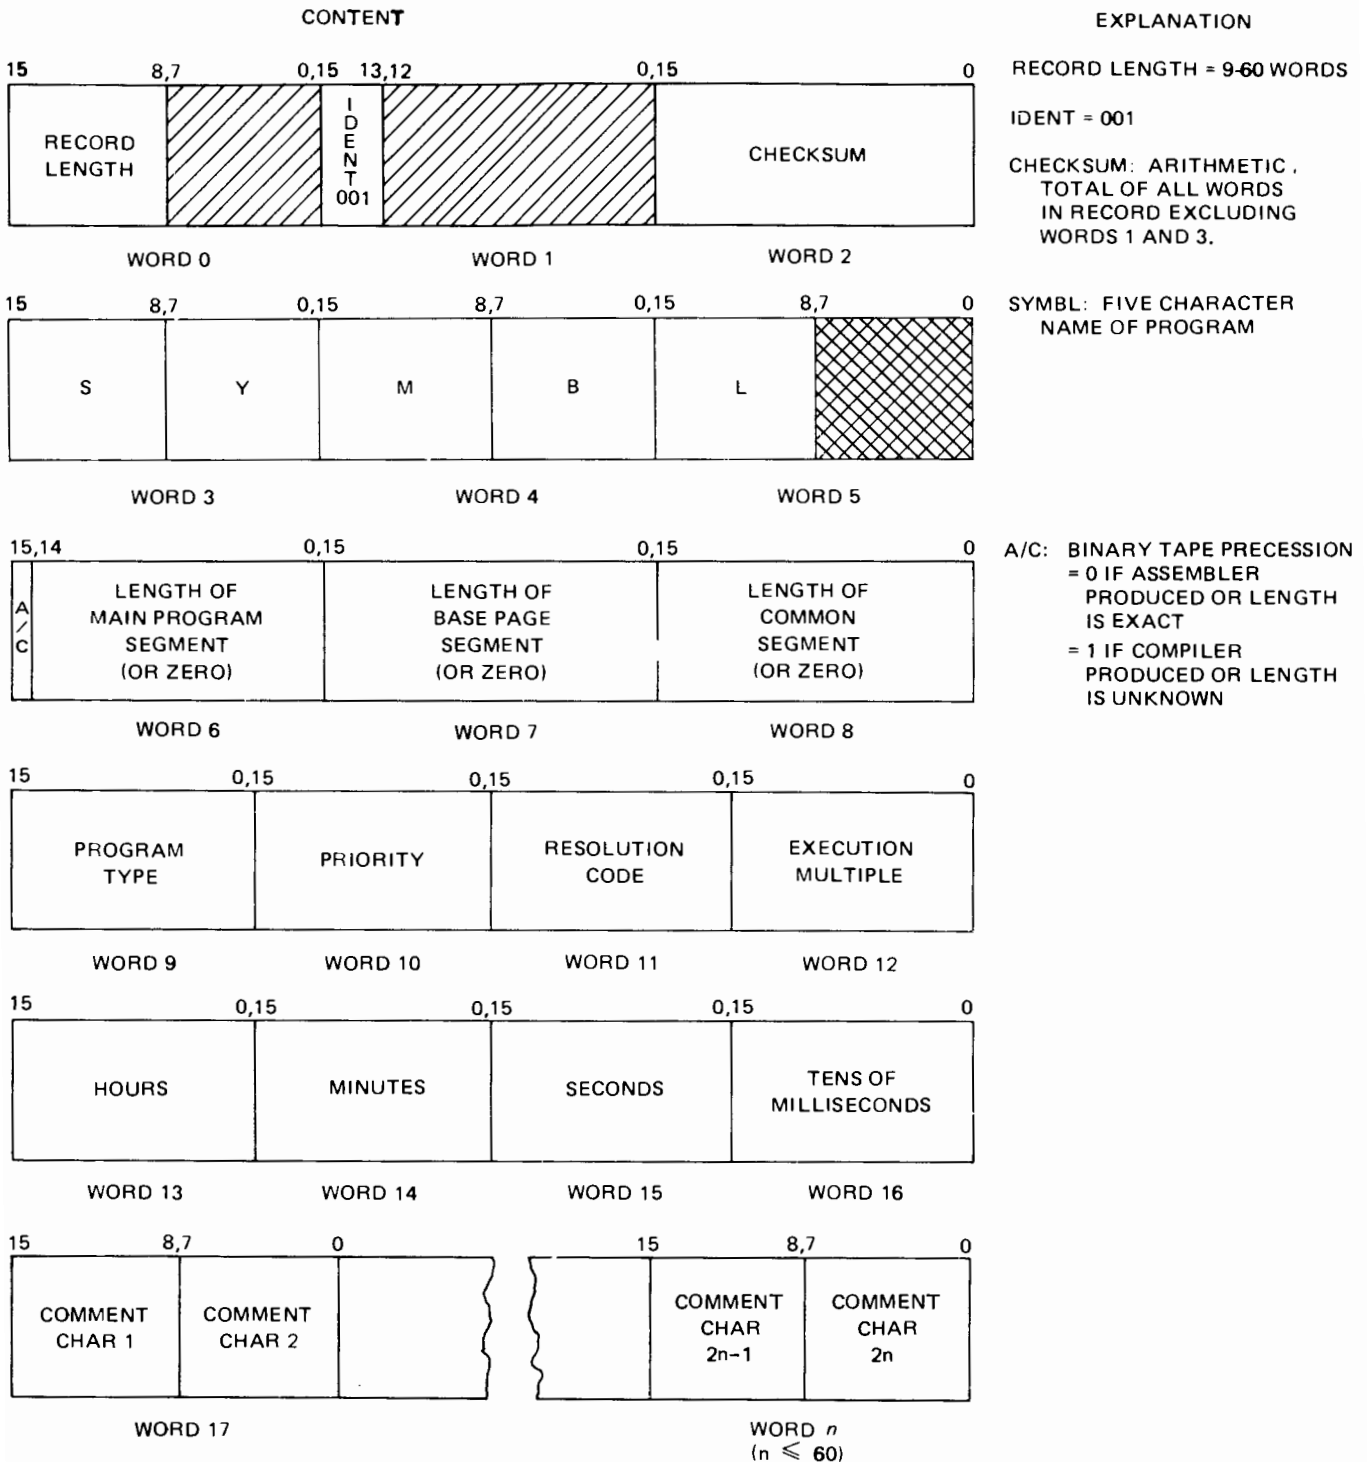 CONTENT
EXPLANATION
15 8,7 0,15 13,12 0,15 0
RECORD LENGTH = 9-60 WORDS
IDENT = 001
CHECKSUM: ARITHMETIC.
TOTAL OF ALL WORDS
IN RECORD EXCLUDING
WORDS 1 AND 3.
RECORD
LENGTH
IDENT
001
CHECKSUM
WORD 0 WORD 1 WORD 2
15 8,7 0,15 8,7 0,15 8,7 0
SYMBL: FIVE CHARACTER
NAME OF PROGRAM
S Y M B L
WORD 3 WORD 4 WORD 5
15,14 0,15 0,15 0
A/C: BINARY TAPE PRECESSION
= 0 IF ASSEMBLER
PRODUCED OR LENGTH
IS EXACT
= 1 IF COMPILER
PRODUCED OR LENGTH
IS UNKNOWN
A/C
LENGTH OF
MAIN PROGRAM
SEGMENT
(OR ZERO)
LENGTH OF
BASE PAGE
SEGMENT
(OR ZERO)
LENGTH OF
COMMON
SEGMENT
(OR ZERO)
WORD 6 WORD 7 WORD 8
15 0,15 0,15 0,15 0
PROGRAM
TYPE
PRIORITY
RESOLUTION
CODE
EXECUTION
MULTIPLE
WORD 9 WORD 10 WORD 11 WORD 12
15 0,15 0,15 0,15 0
HOURS
MINUTES
SECONDS
TENS OF
MILLISECONDS
WORD 13 WORD 14 WORD 15 WORD 16
15 8,7 0 15 8,7 0
COMMENT
CHAR 1
COMMENT
CHAR 2
COMMENT
CHAR
2n-1
COMMENT
CHAR
2n
WORD 17
WORD n
(n ⩽ 60)